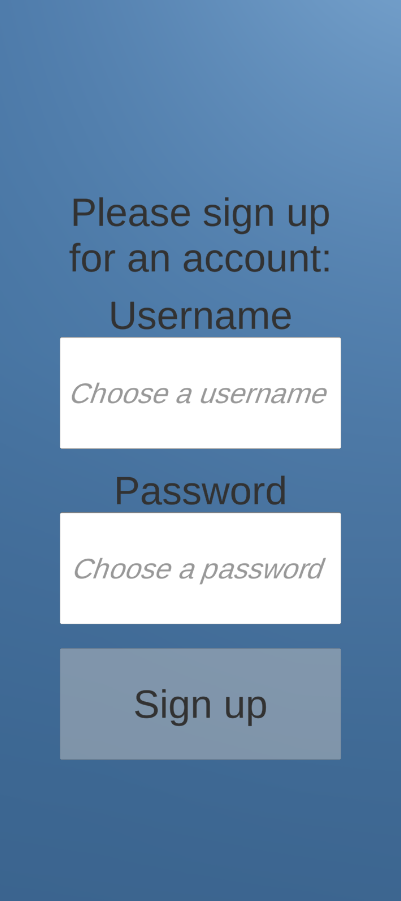 Please sign up
for an account:
Username
Choose a username
Password
Choose a password
Sign up